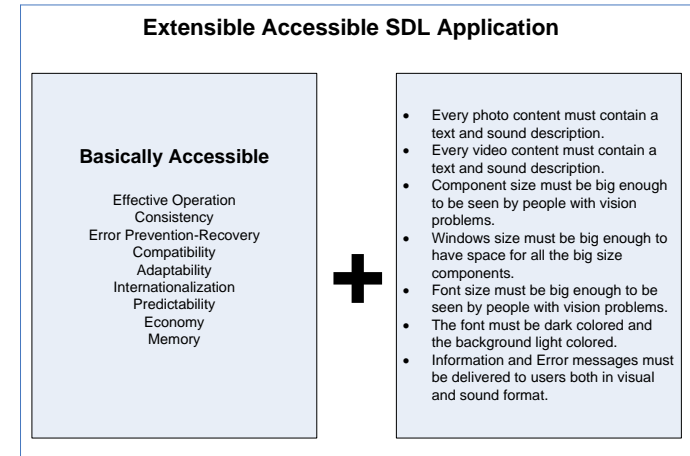 Extensible Accessible SDL Application
Basically Accessible
Effective Operation
Consistency
Error Prevention-Recovery
Compatibility
Adaptability
Internationalization
Predictability
Economy
Memory
• Every photo content must contain a
text and sound description.
• Every video content must contain a
text and sound description.
• Component size must be big enough
to be seen by people with vision
problems.
• Windows size must be big enough to
have space for all the big size
components.
• Font size must be big enough to be
seen by people with vision problems.
• The font must be dark colored and
the background light colored.
• Information and Error messages must
be delivered to users both in visual
and sound format.